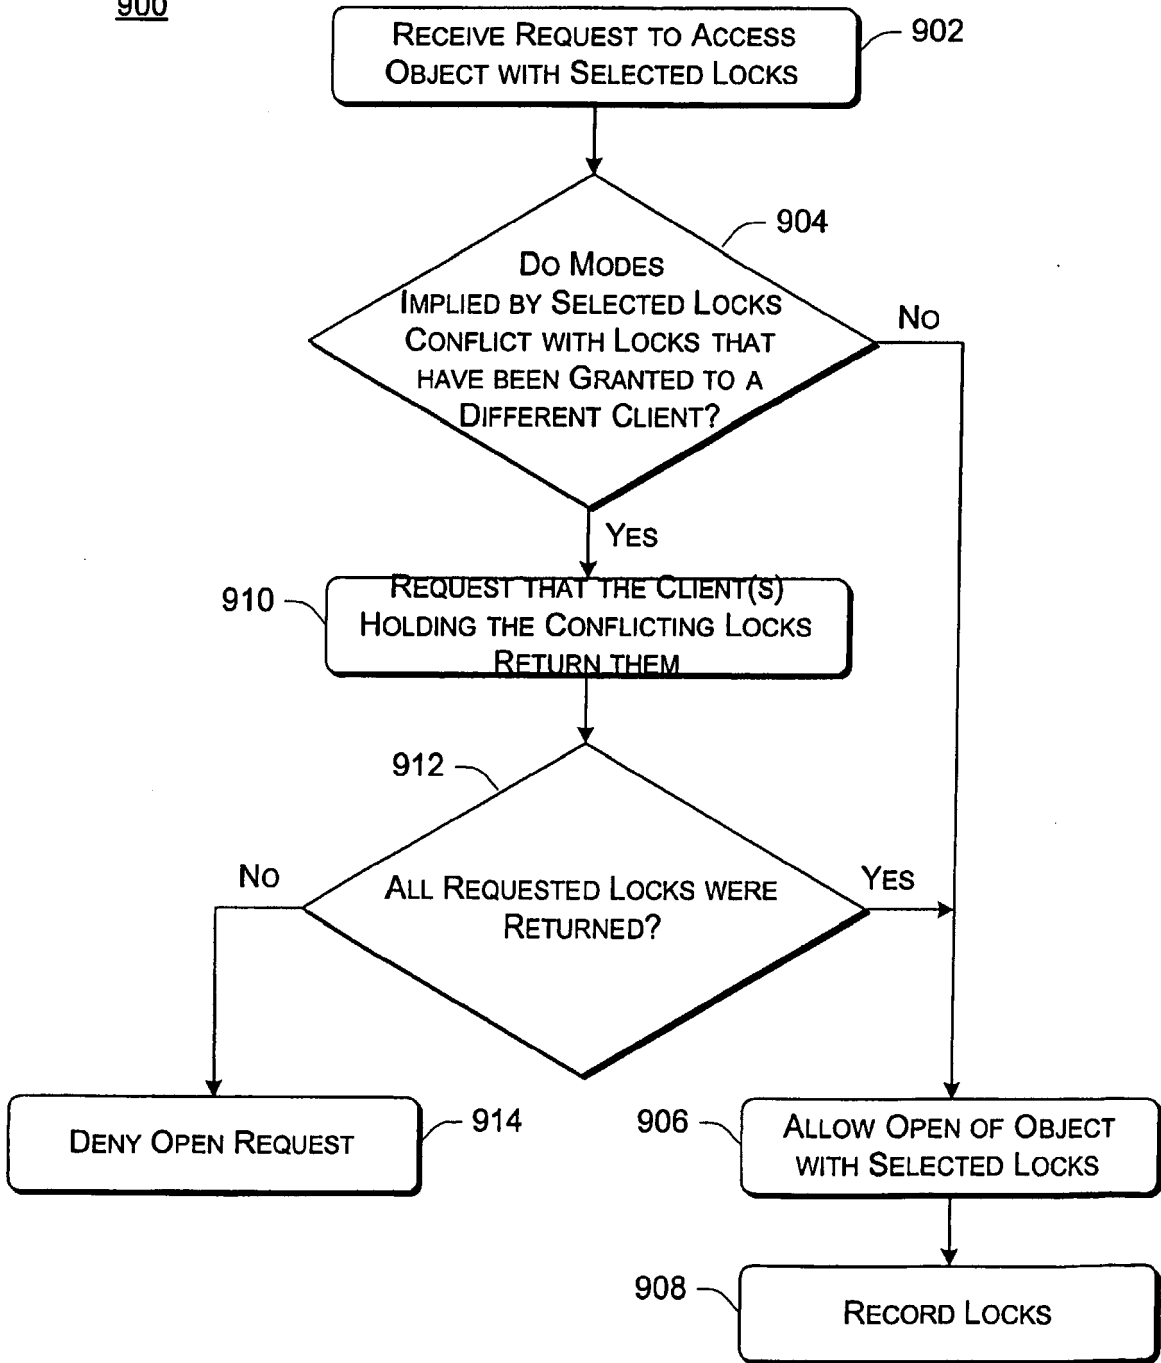 900
RECEIVE REQUEST TO ACCESS
OBJECT WITH SELECTED LOCKS
902
904
DO MODES
IMPLIED BY SELECTED LOCKS
CONFLICT WITH LOCKS THAT
HAVE BEEN GRANTED TO A
DIFFERENT CLIENT?
NO
YES
910
REQUEST THAT THE CLIENT(S)
HOLDING THE CONFLICTING LOCKS
RETURN THEM
912
ALL REQUESTED LOCKS WERE
RETURNED?
NO
YES
DENY OPEN REQUEST
914
906
ALLOW OPEN OF OBJECT
WITH SELECTED LOCKS
908
RECORD LOCKS